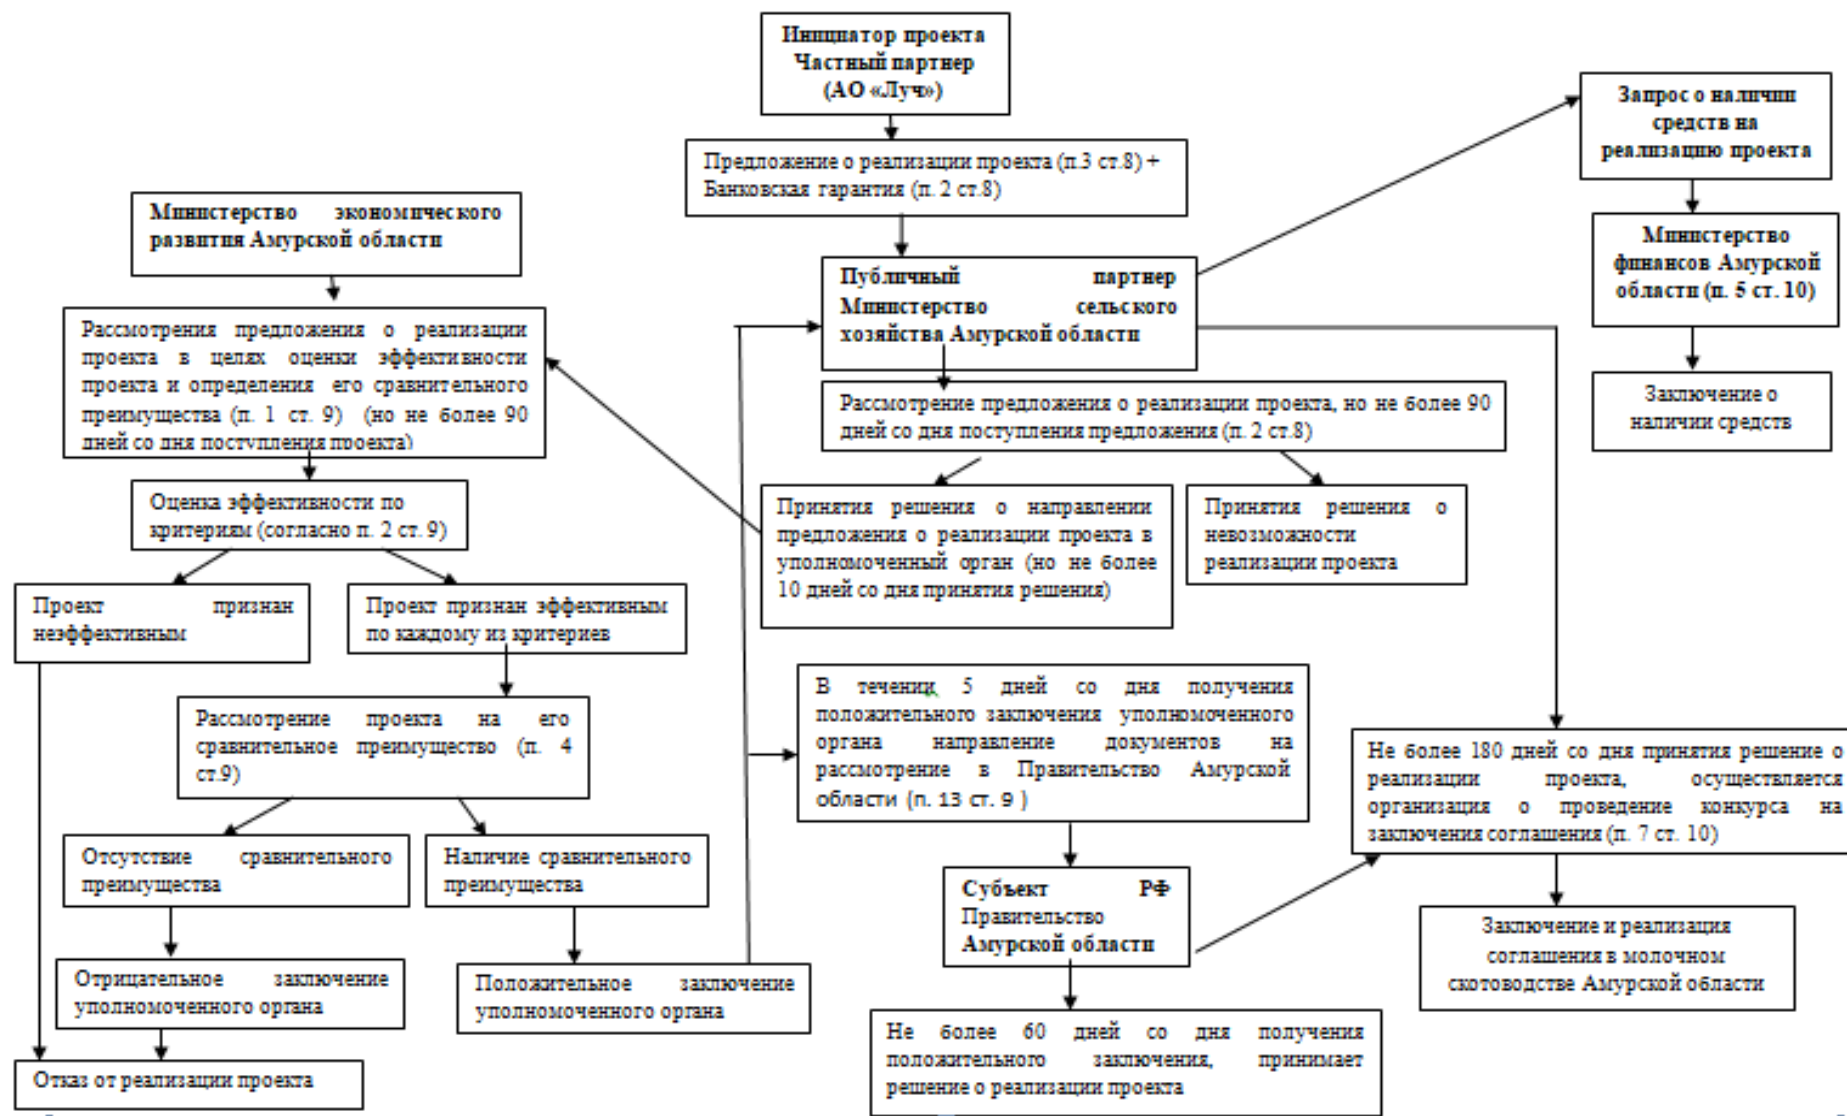 Инициатор проекта
Частный партнер
(АО «Луч»)
Запрос о наличии
средств на
реализацию проекта
Предложение о реализации проекта (п.3 ст.8) +
Банковская гарантия (п. 2 ст.8)
Министерство экономического
развития Амурской области
Министерство
финансов Амурской
области (п. 5 ст. 10)
Публичный партнер
Министерство сельского
хозяйства Амурской области
Рассмотрения предложения о реализации
проекта в целях оценки эффективности
проекта и определения его сравнительного
преимущества (п. 1 ст. 9) (но не более 90
дней со дня поступления проекта)
Рассмотрение предложения о реализации проекта, но не более 90
дней со дня поступления предложения (п. 2 ст.8)
Заключение о
наличии средств
Оценка эффективности по
критериям (согласно п. 2 ст. 9)
Принятия решения о направлении
предложения о реализации проекта в
уполномоченный орган (но не более
10 дней со дня принятия решения)
Принятия решения о
невозможности
реализации проекта
Проект признан
неэффективным
Проект признан эффективным
по каждому из критериев
В течении 5 дней со дня получения
положительного заключения уполномоченного
органа направление документов на
рассмотрение в Правительство Амурской
области (п. 13 ст. 9 )
Рассмотрение проекта на его
сравнительное преимущество (п. 4
ст.9)
Не более 180 дней со дня принятия решение о
реализации проекта, осуществляется
организация о проведение конкурса на
заключения соглашения (п. 7 ст. 10)
Отсутствие сравнительного
преимущества
Наличие сравнительного
преимущества
Субъект РФ
Правительство
Амурской области
Заключение и реализация
соглашения в молочном
скотоводстве Амурской области
Отрицательное заключение
уполномоченного органа
Положительное заключение
уполномоченного органа
Не более 60 дней со дня получения
положительного заключения, принимает
решение о реализации проекта
Отказ от реализации проекта